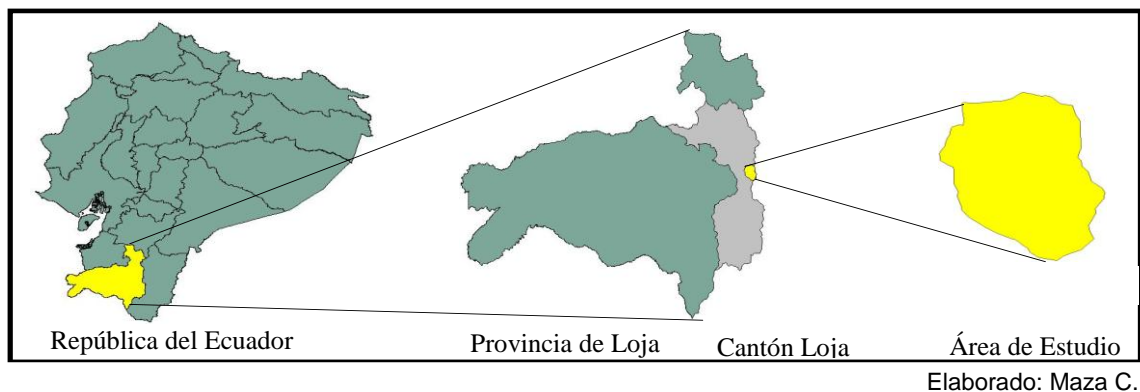 República del Ecuador
Provincia de Loja
Cantón Loja
Área de Estudio
Elaborado: Maza C.